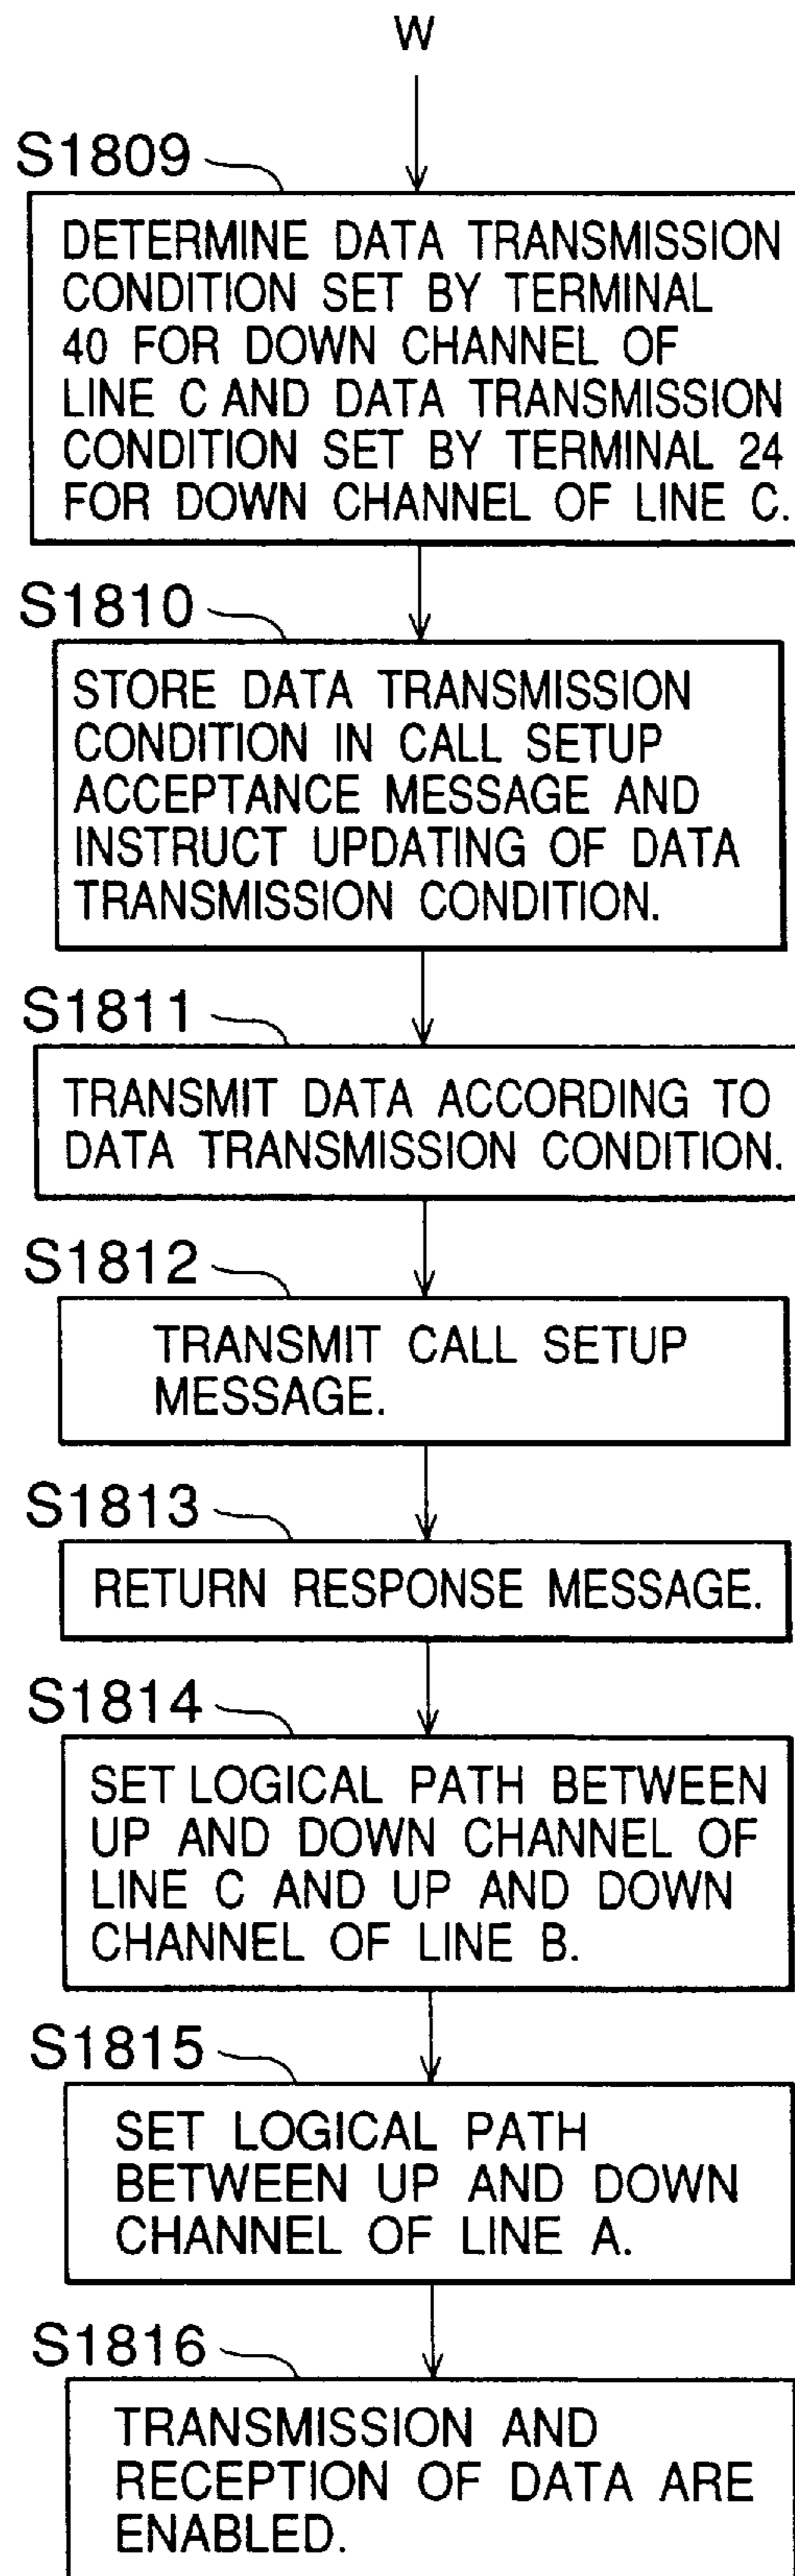 W
S1809
DETERMINE DATA TRANSMISSION
CONDITION SET BY TERMINAL
40 FOR DOWN CHANNEL OF
LINE C AND DATA TRANSMISSION
CONDITION SET BY TERMINAL 24
FOR DOWN CHANNEL OF LINE C.
S1810
STORE DATA TRANSMISSION
CONDITION IN CALL SETUP
ACCEPTANCE MESSAGE AND
INSTRUCT UPDATING OF DATA
TRANSMISSION CONDITION.
S1811
TRANSMIT DATA ACCORDING TO
DATA TRANSMISSION CONDITION.
S1812
TRANSMIT CALL SETUP
MESSAGE.
S1813
RETURN RESPONSE MESSAGE.
S1814
SET LOGICAL PATH BETWEEN
UP AND DOWN CHANNEL OF
LINE C AND UP AND DOWN
CHANNEL OF LINE B.
S1815
SET LOGICAL PATH
BETWEEN UP AND DOWN
CHANNEL OF LINE A.
S1816
TRANSMISSION AND
RECEPTION OF DATA ARE
ENABLED.